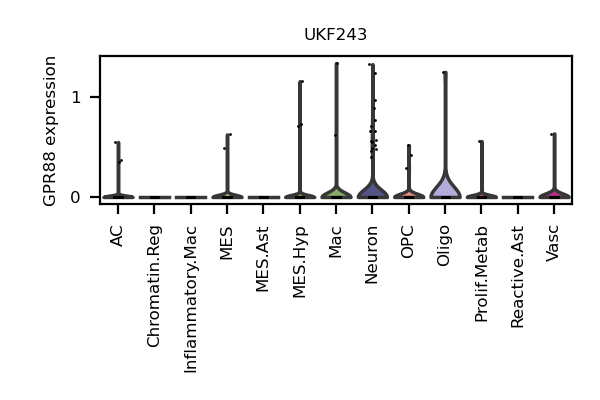 UKF243
GPR88 expression
1
0
AC
Chromatin.Reg
Inflammatory.Mac
MES
MES.Ast
MES.Hyp
Mac
Neuron
OPC
Oligo
Prolif.Metab
Reactive.Ast
Vasc